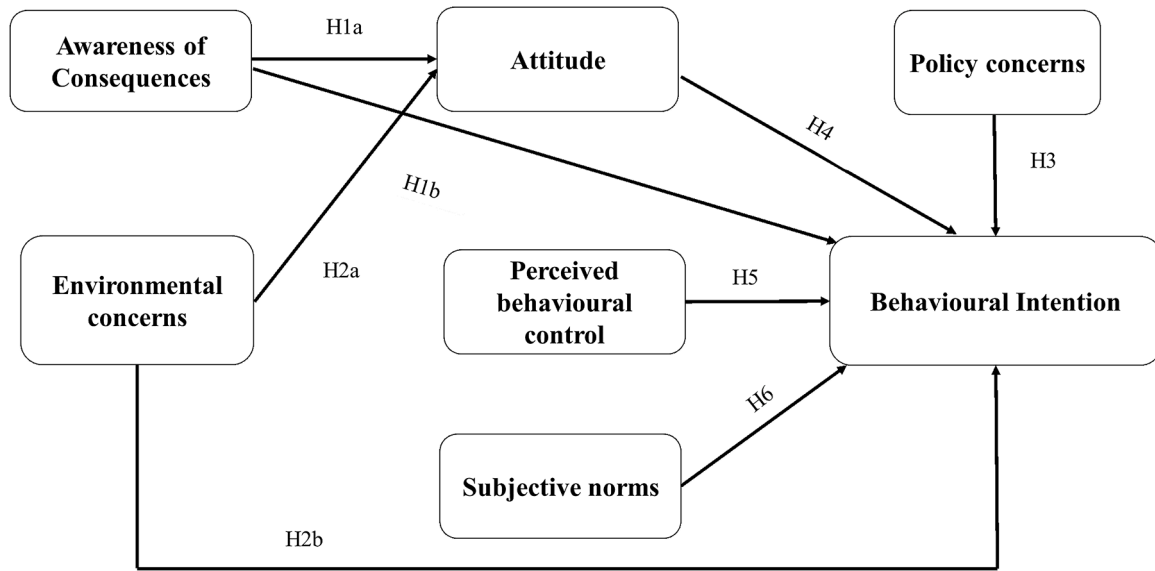 H1a
Awareness of
Consequences
Attitude
Policy concerns
H4
H3
H1b
Environmental
concerns
H2a
Perceived
behavioural
control
H5
Behavioural Intention
H6
Subjective norms
H2b